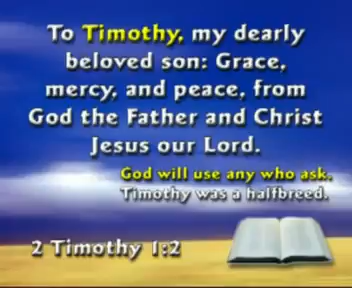 To Timothy, my dearly
beloved son: Grace,
mercy, and peace, from
God the Father and Christ
Jesus our Lord.
God will use any who ask.
Timothy was a halfbreed.
2 Timothy 1:2